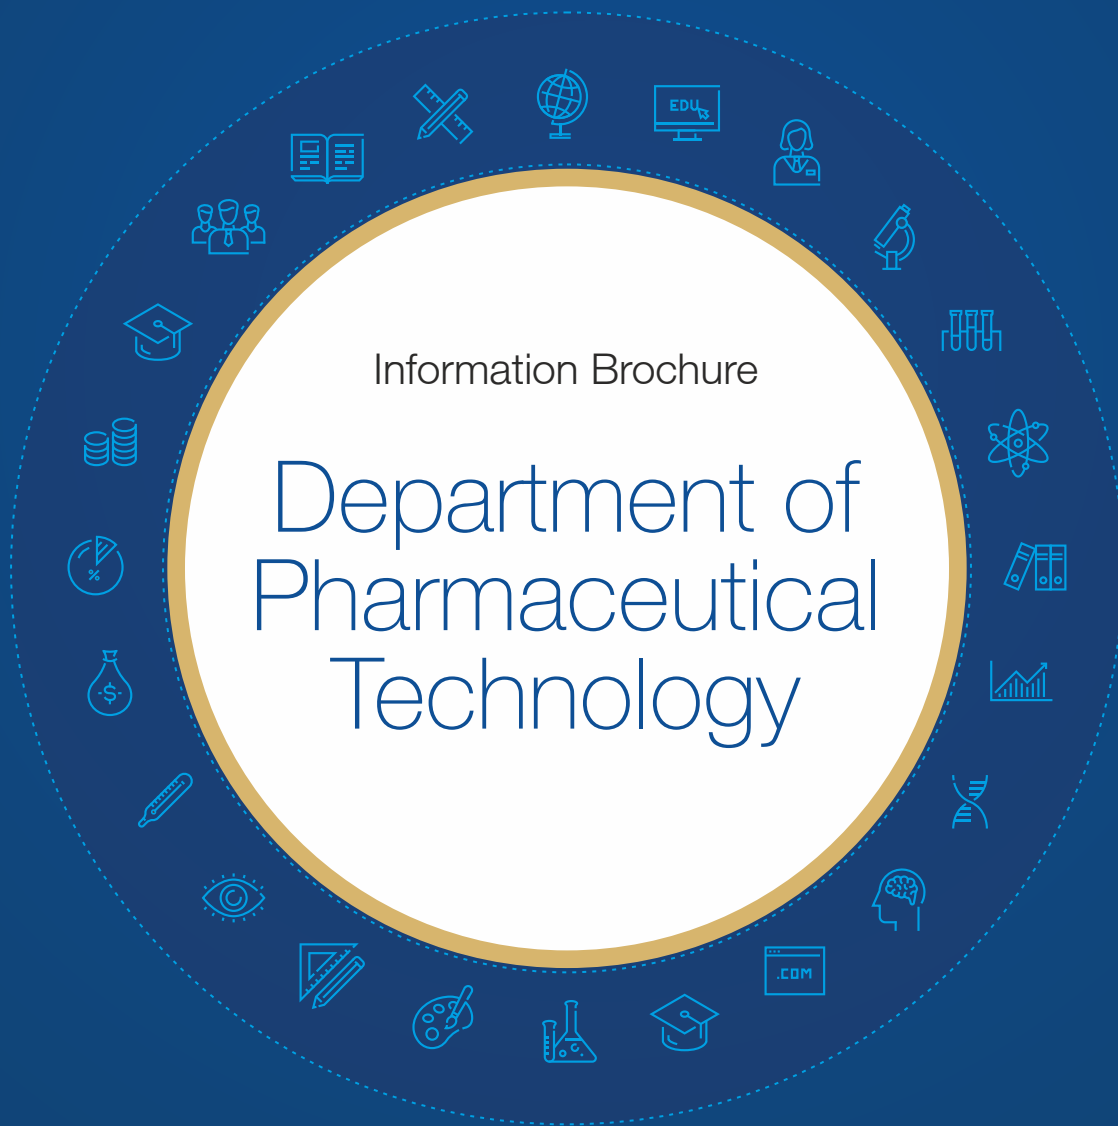 EDU
Information Brochure
Department of
Pharmaceutical
Technology
%
$
.COM